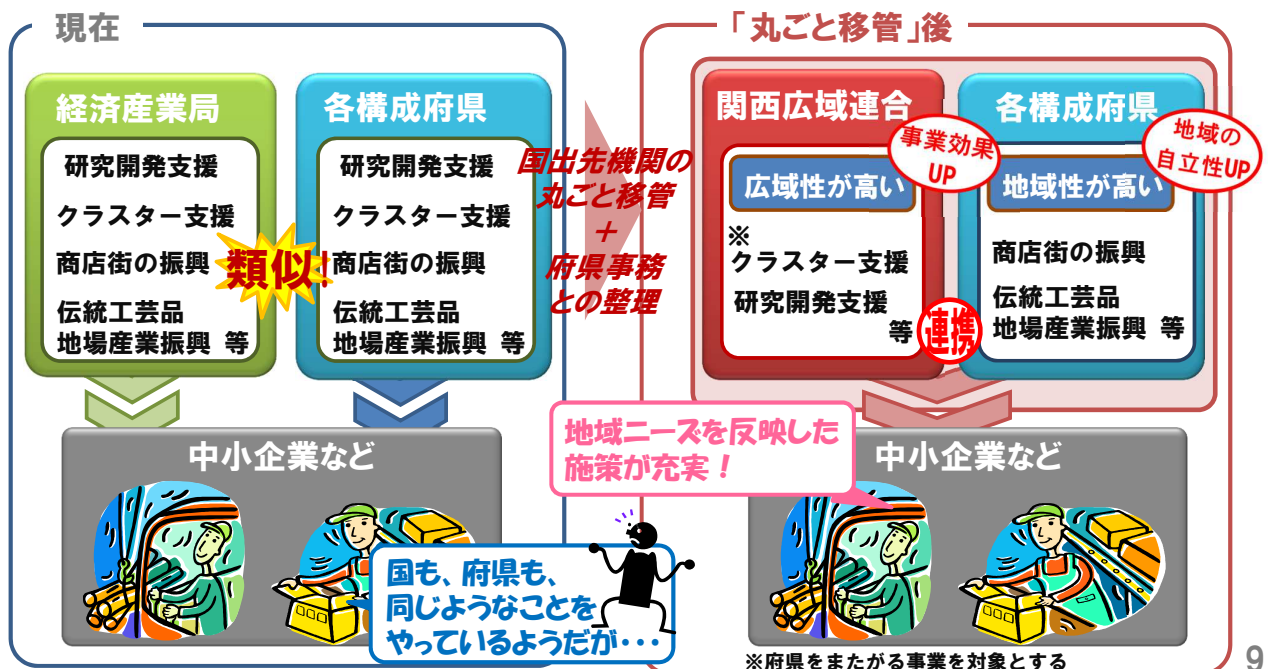 現在
経済産業局
研究開発支援
クラスター支援
商店街の振興
伝統工芸品
地場産業振興 等
類似!
各構成府県
研究開発支援
クラスター支援
商店街の振興
伝統工芸品
地場産業振興 等
中小企業など
国も、府県も、
同じようなことを
やっているようだが・・・
国出先機関の
丸ごと移管
+
府県事務
との整理
「丸ごと移管」後
関西広域連合
事業効果
UP
広域性が高い
※
クラスター支援
研究開発支援
等
連携
各構成府県
地域の
自立性UP
地域性が高い
商店街の振興
伝統工芸品
地場産業振興 等
地域ニーズを反映した
施策が充実!
中小企業など
※府県をまたがる事業を対象とする
9